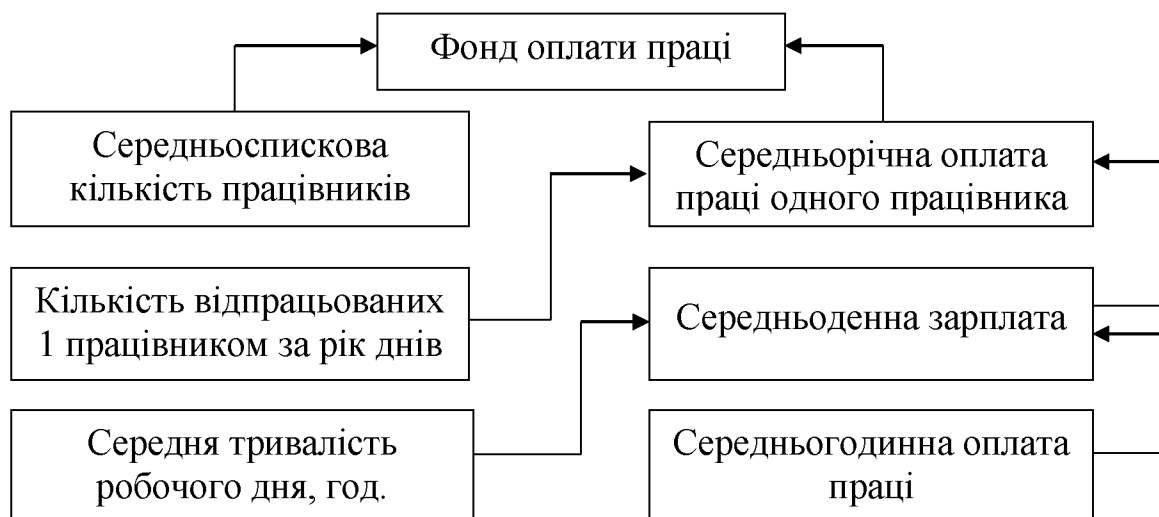 Фонд оплати праці
Середньоспискова
кількість працівників
Середньорічна оплата
праці одного працівника
Кількість відпрацьованих
1 працівником за рік днів
Середньоденна зарплата
Середня тривалість
робочого дня, год.
Середньогодинна оплата
праці